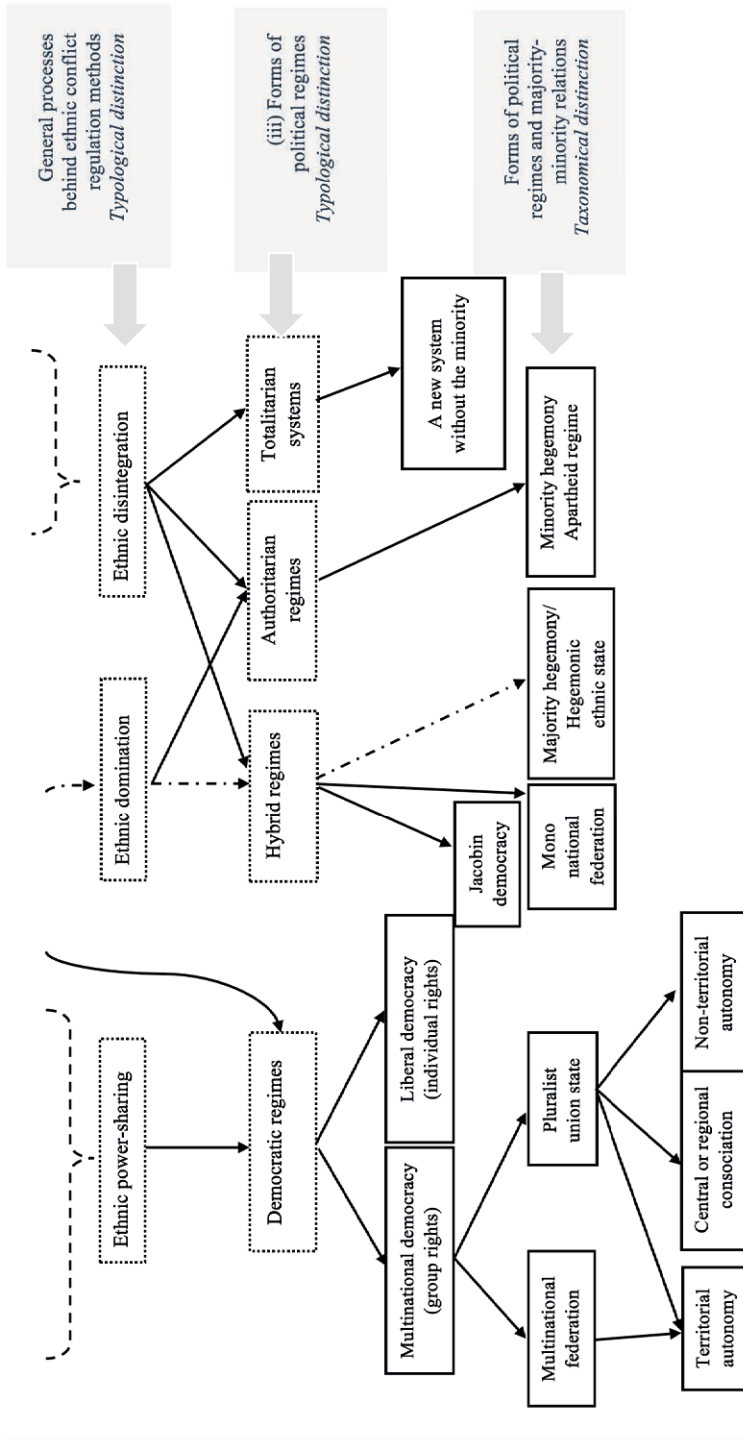 General processes
behind ethnic conflict
regulation methods
Typological distinction
(iii) Forms of
political regimes
Typological distinction
Forms of political
regimes and majority-
minority relations
Taxonomical distinction
Ethnic power-sharing
Ethnic domination
Ethnic disintegration
Democratic regimes
Hybrid regimes
Authoritarian
regimes
Totalitarian
systems
Multinational democracy
(group rights)
Liberal democracy
(individual rights)
A new system
without the minority
Jacobin
democracy
Multinational
federation
Pluralist
union state
Mono
national
federation
Majority hegemony/
Hegemonic
ethnic state
Minority hegemony
Apartheid regime
Territorial
autonomy
Central or regional
consociation
Non-territorial
autonomy